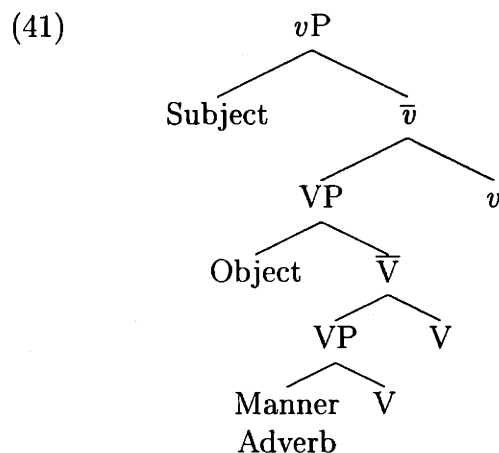 (41) vP
Subject v̅
VP v
Object V̅
VP V
Manner V
Adverb